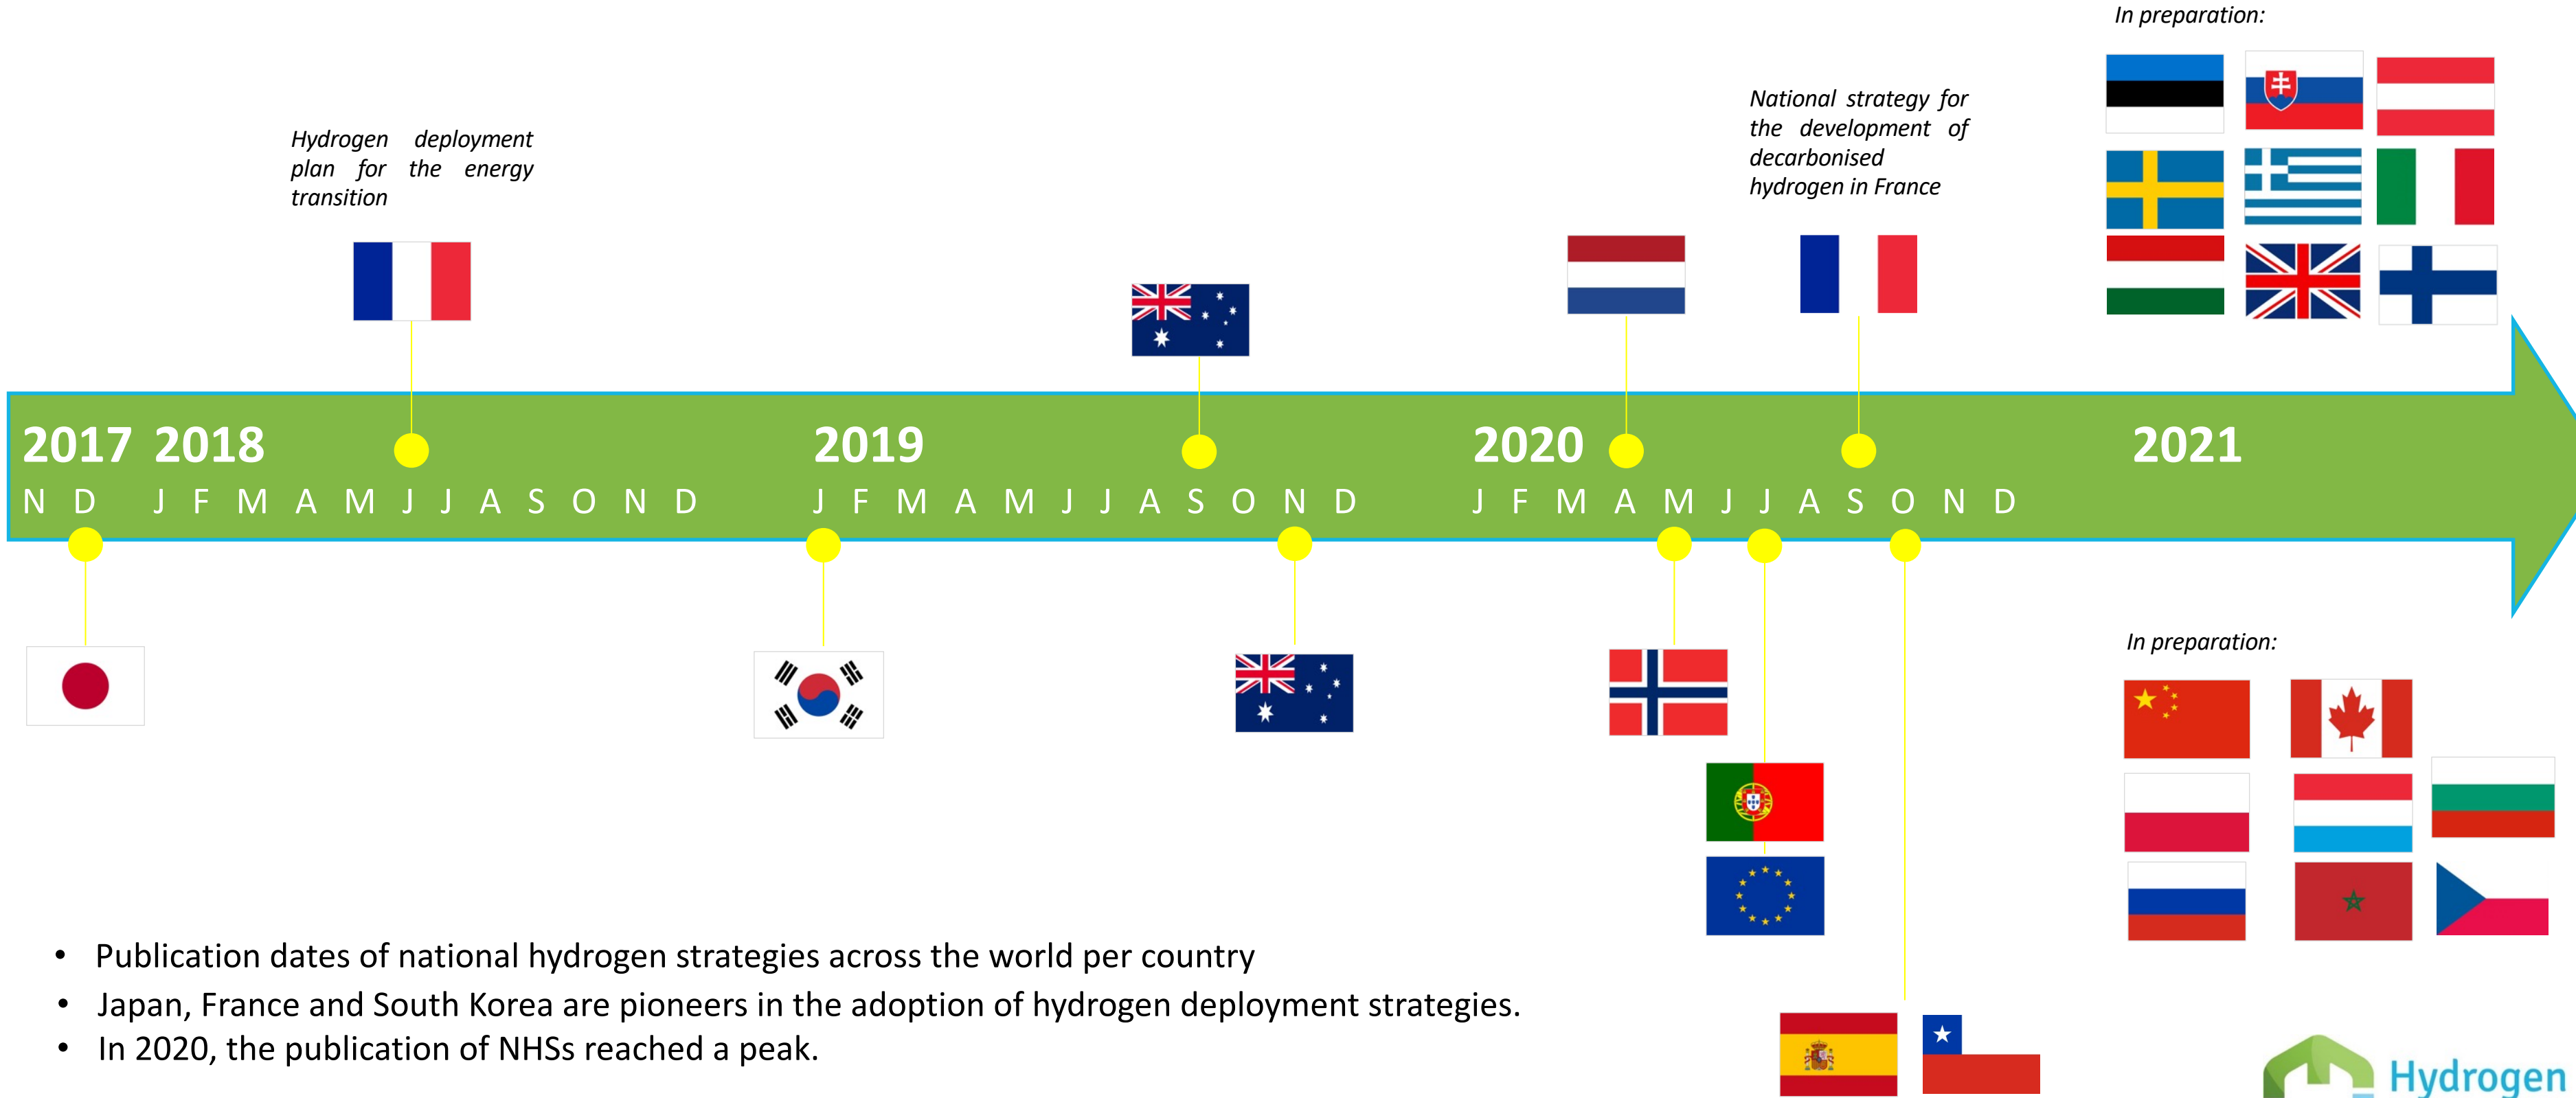 In preparation:
National strategy for
the development of
decarbonised
hydrogen in France
Hydrogen deployment
plan for the energy
transition
2017 2018 2019 2020 2021
N D J F M A M J J A S O N D J F M A M J J A S O N D J F M A M J J A S O N D
In preparation:
• Publication dates of national hydrogen strategies across the world per country
• Japan, France and South Korea are pioneers in the adoption of hydrogen deployment strategies.
• In 2020, the publication of NHSs reached a peak.
Hydrogen